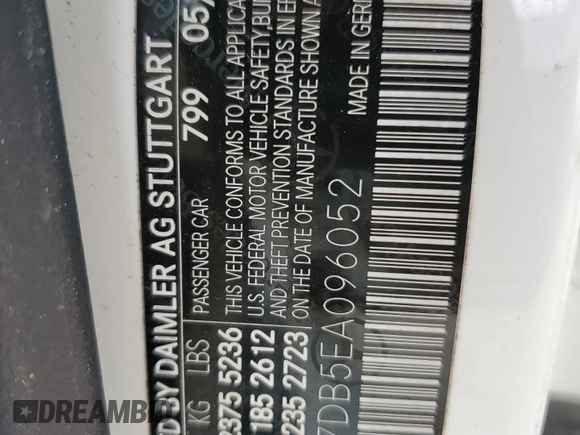 D BY DAIMLER AG STUTTGART
KG LBS
2375 5236
1185 2612
1235 2723
799 05/
PASSENGER CAR
THIS VEHICLE CONFORMS TO ALL APPLICA
U.S. FEDERAL MOTOR VEHICLE SAFETY BU
AND THEFT PREVENTION STANDARDS IN E
ON THE DATE OF MANUFACTURE SHOWN A
7DB5EA096052
MADE IN GER
IDRIVESAFELY